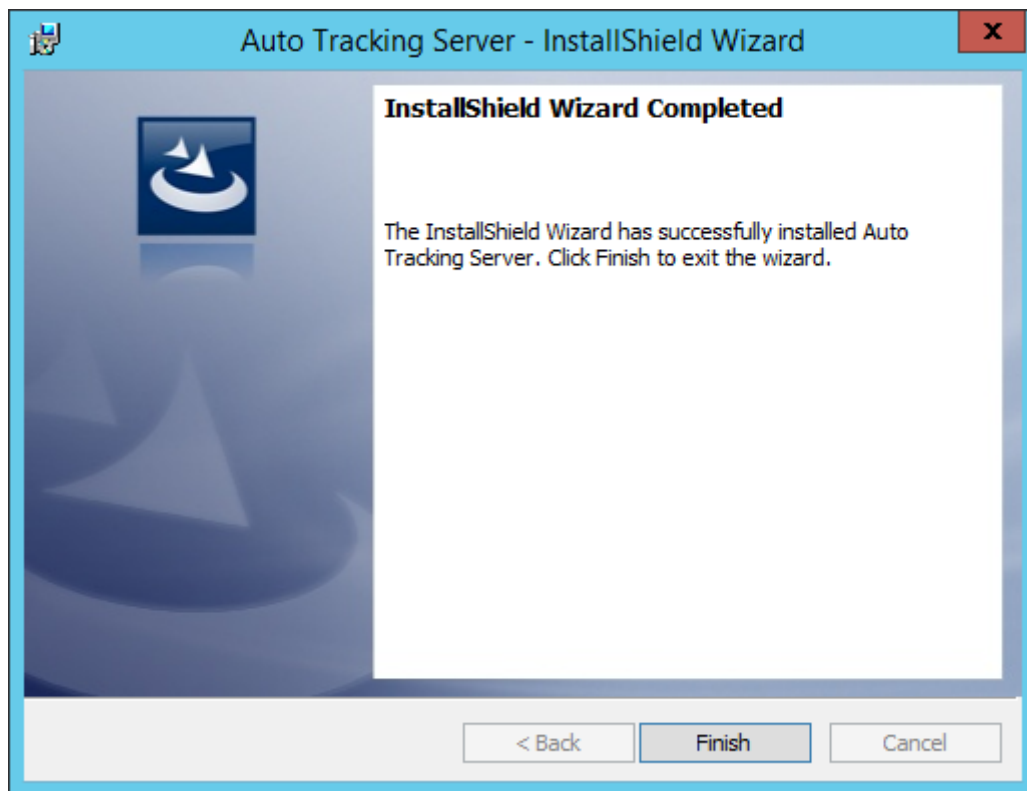 Auto Tracking Server - InstallShield Wizard
InstallShield Wizard Completed
The InstallShield Wizard has successfully installed Auto
Tracking Server. Click Finish to exit the wizard.
< Back
Finish
Cancel